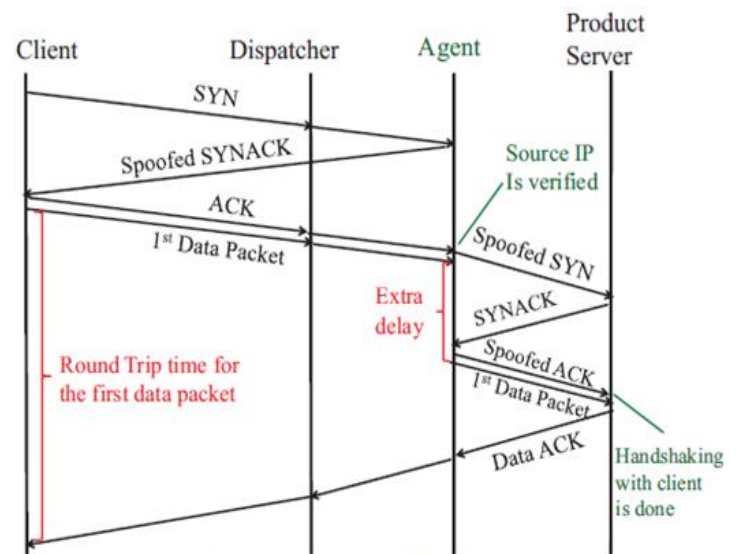 Client
Dispatcher
Agent
Product
Server
SYN
Spoofed SYNACK
Source IP
Is verified
ACK
1st Data Packet
Spoofed SYN
Extra
delay
SYNACK
Spoofed ACK
1st Data Packet
Round Trip time for
the first data packet
Data ACK
Handshaking
with client
is done